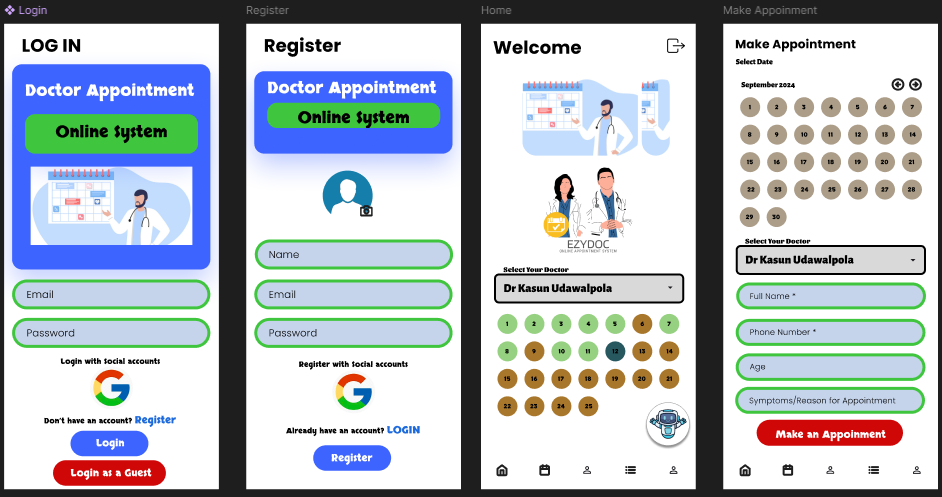 Login
LOG IN
Doctor Appointment
Online System
Email
Password
Login with Social accounts
Don't have an account? Register
Login
Login as a Guest
Register
Register
Doctor Appointment
Online System
Name
Email
Password
Register with Social accounts
Already have an account? LOGIN
Register
Home
Welcome
EZYDOC
ONLINE APPOINTMENT SYSTEM
Select Your Doctor
Dr Kasun Udawalpola
1 2 3 4 5 6 7
8 9 10 11 12 13 14
15 16 17 18 19 20 21
22 23 24 25
Make Appoinment
Make Appointment
Select Date
September 2024
1 2 3 4 5 6 7
8 9 10 11 12 13 14
15 16 17 18 19 20 21
22 23 24 25 26 27 28
29 30
Select Your Doctor
Dr Kasun Udawalpola
Full Name *
Phone Number *
Age
Symptoms/Reason for Appointment
Make an Appoinment